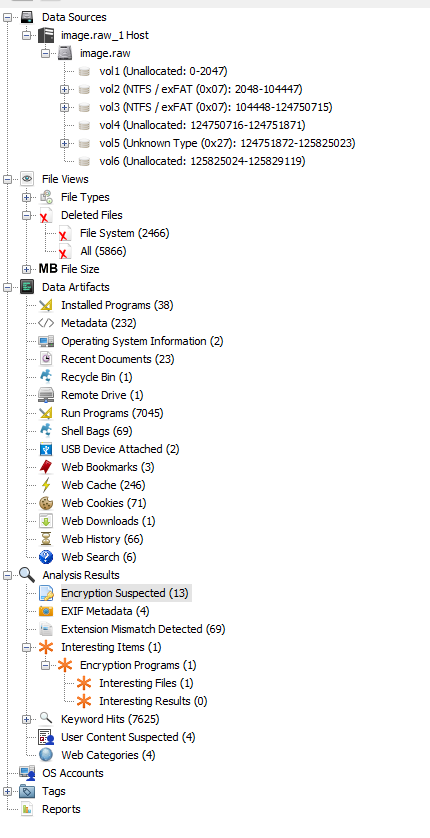 Data Sources
image.raw_1 Host
image.raw
vol1 (Unallocated: 0-2047)
vol2 (NTFS / exFAT (0x07): 2048-104447)
vol3 (NTFS / exFAT (0x07): 104448-124750715)
vol4 (Unallocated: 124750716-124751871)
vol5 (Unknown Type (0x27): 124751872-125825023)
vol6 (Unallocated: 125825024-125829119)
File Views
File Types
Deleted Files
File System (2466)
All (5866)
MB File Size
Data Artifacts
Installed Programs (38)
Metadata (232)
Operating System Information (2)
Recent Documents (23)
Recycle Bin (1)
Remote Drive (1)
Run Programs (7045)
Shell Bags (69)
USB Device Attached (2)
Web Bookmarks (3)
Web Cache (246)
Web Cookies (71)
Web Downloads (1)
Web History (66)
Web Search (6)
Analysis Results
Encryption Suspected (13)
EXIF Metadata (4)
Extension Mismatch Detected (69)
Interesting Items (1)
Encryption Programs (1)
Interesting Files (1)
Interesting Results (0)
Keyword Hits (7625)
User Content Suspected (4)
Web Categories (4)
OS Accounts
Tags
Reports